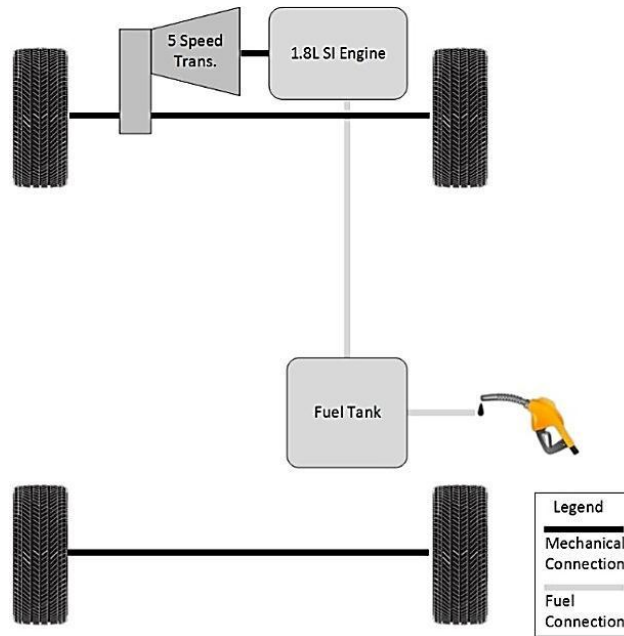 5 Speed
Trans.
1.8L SI Engine
Fuel Tank
Legend
Mechanical
Connection
Fuel
Connection